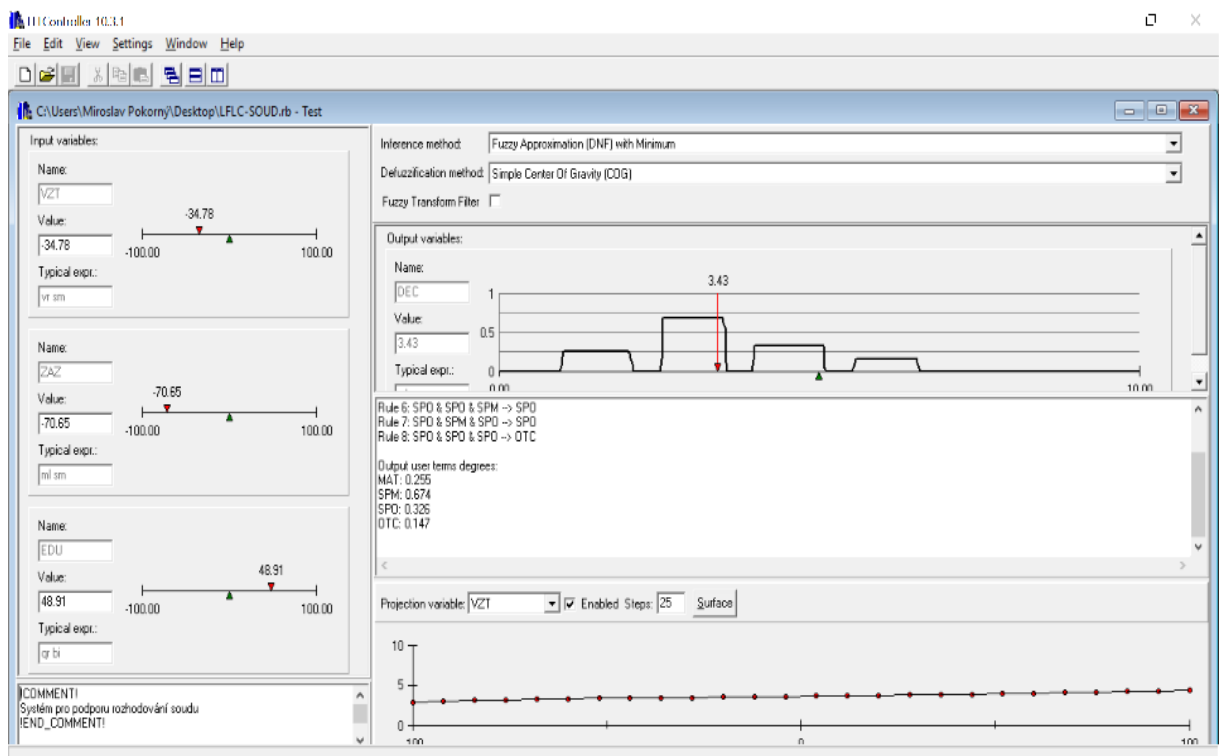 LFLController 10.3.1
File Edit View Settings Window Help
C:\Users\Miroslav Pokorný\Desktop\LFLC-SOUD.rb - Test
Input variables:
Name:
VZT
Value:
-34.78
-34.78
-100.00 100.00
Typical expr.:
vr sm
Name:
ZAZ
Value:
-70.65
-70.65
-100.00 100.00
Typical expr.:
ml sm
Name:
EDU
Value:
48.91
48.91
-100.00 100.00
Typical expr.:
qr bi
!COMMENT!
Systém pro podporu rozhodování soudu
!END_COMMENT!
Inference method: Fuzzy Approximation (DNF) with Minimum
Defuzzification method: Simple Center Of Gravity (COG)
Fuzzy Transform Filter
Output variables:
Name:
DEC
Value:
3.43
Typical expr.:
3.43
1
0.5
0
0.00 10.00
Rule 6: SPO & SPO & SPM -> SPO
Rule 7: SPO & SPM & SPO -> SPO
Rule 8: SPO & SPO & SPO -> OTC
Output user terms degrees:
MAT: 0.255
SPM: 0.674
SPO: 0.326
OTC: 0.147
Projection variable: VZT Enabled Steps: 25 Surface
10
5
0
-100 0 100